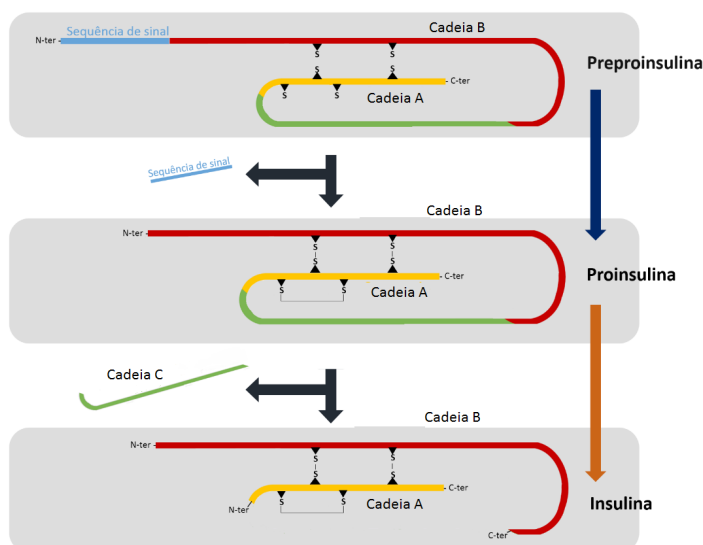 Sequência de sinal
Cadeia B
N-ter
S S
S S
C-ter
Preproinsulina
S S
Cadeia A
Sequência de sinal
Cadeia B
N-ter
S S
S S
C-ter
Proinsulina
S S
Cadeia A
Cadeia C
Cadeia B
N-ter
S S
S S
C-ter
S S
Cadeia A
Insulina
N-ter
C-ter